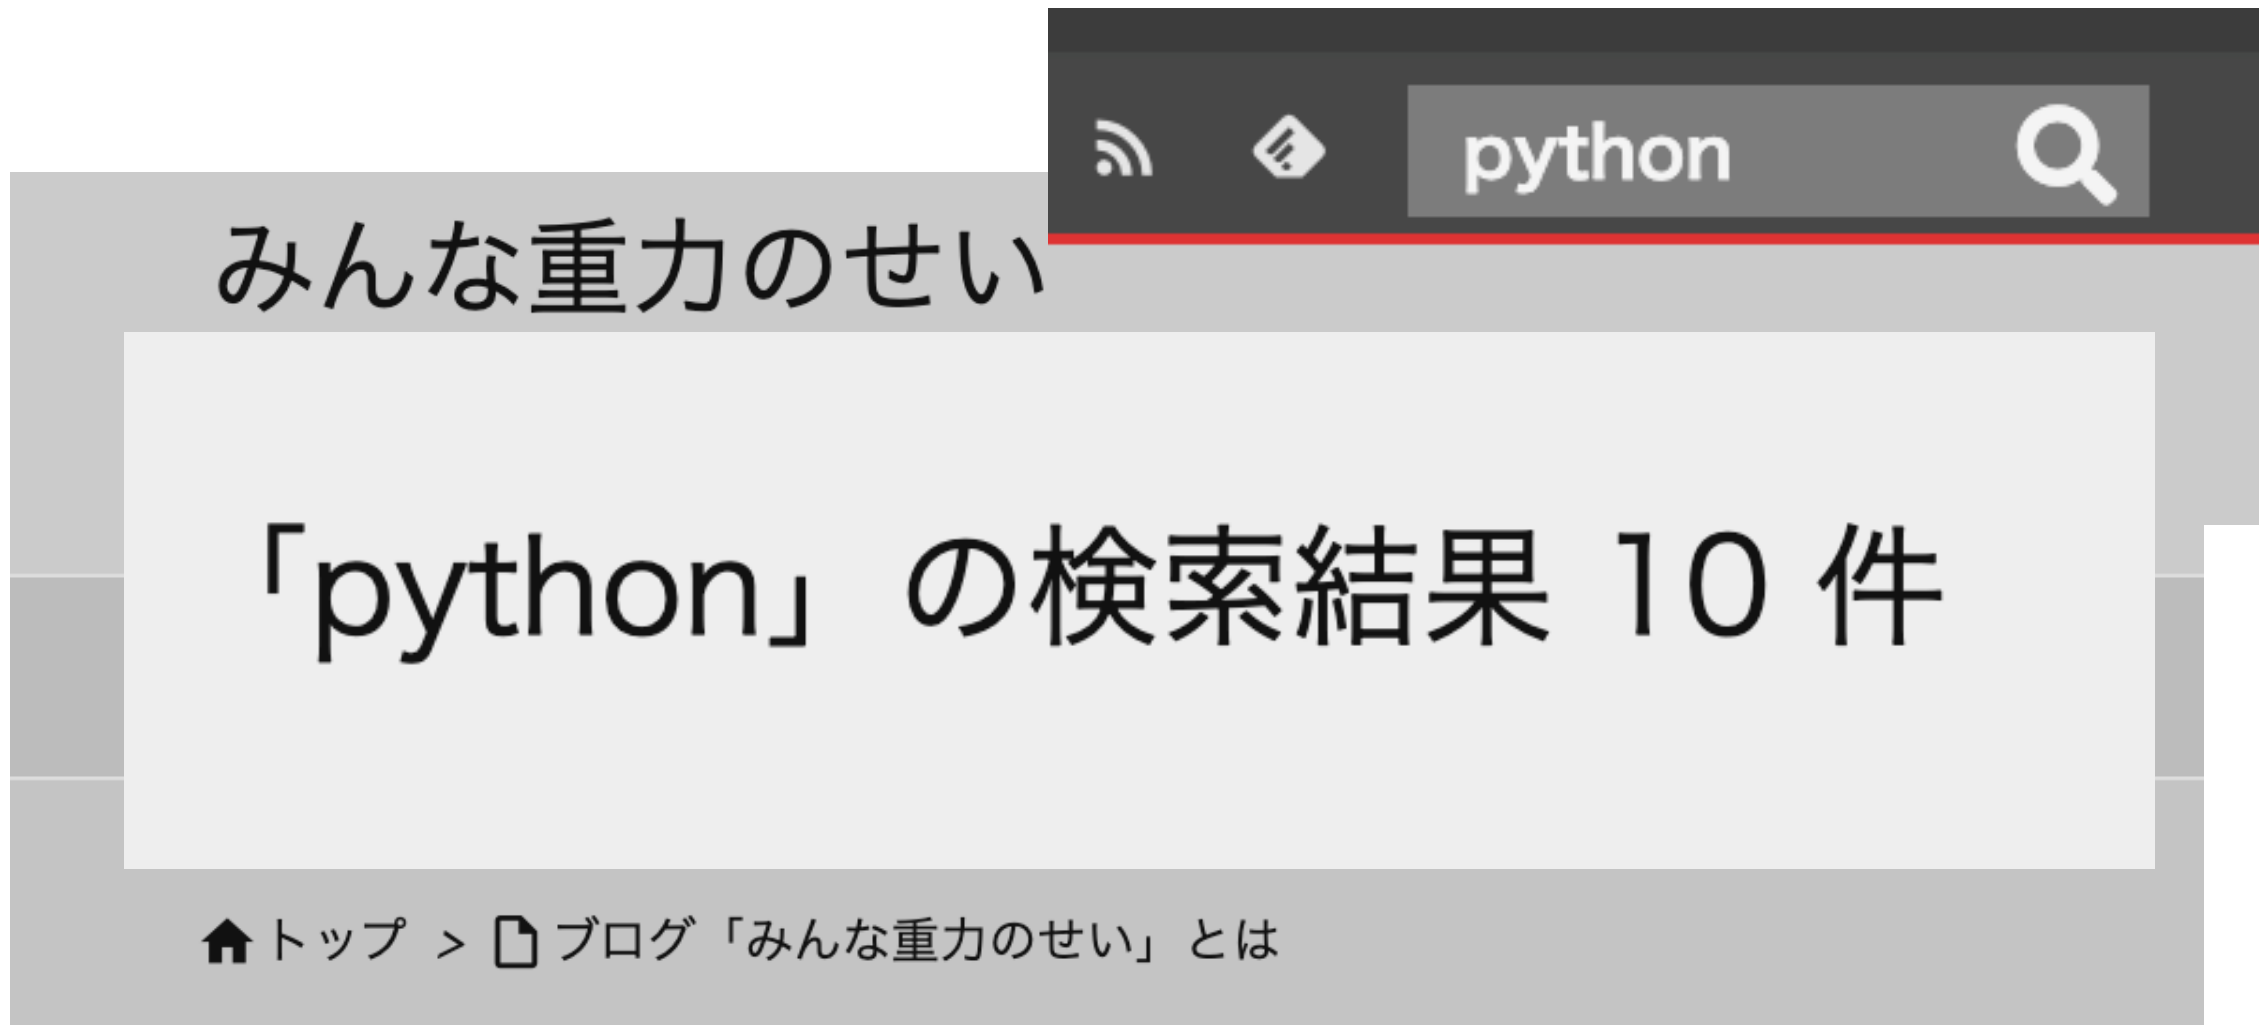 python
みんな重力のせい
「python」の検索結果 10 件
トップ > ブログ「みんな重力のせい」とは